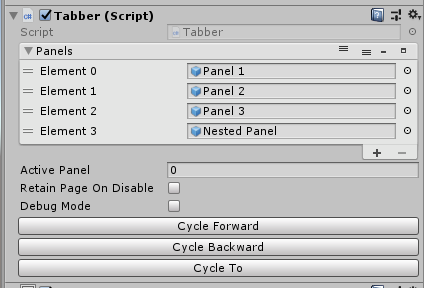 Tabber (Script)
Script Tabber
Panels
Element 0 Panel 1
Element 1 Panel 2
Element 2 Panel 3
Element 3 Nested Panel
Active Panel 0
Retain Page On Disable
Debug Mode
Cycle Forward
Cycle Backward
Cycle To